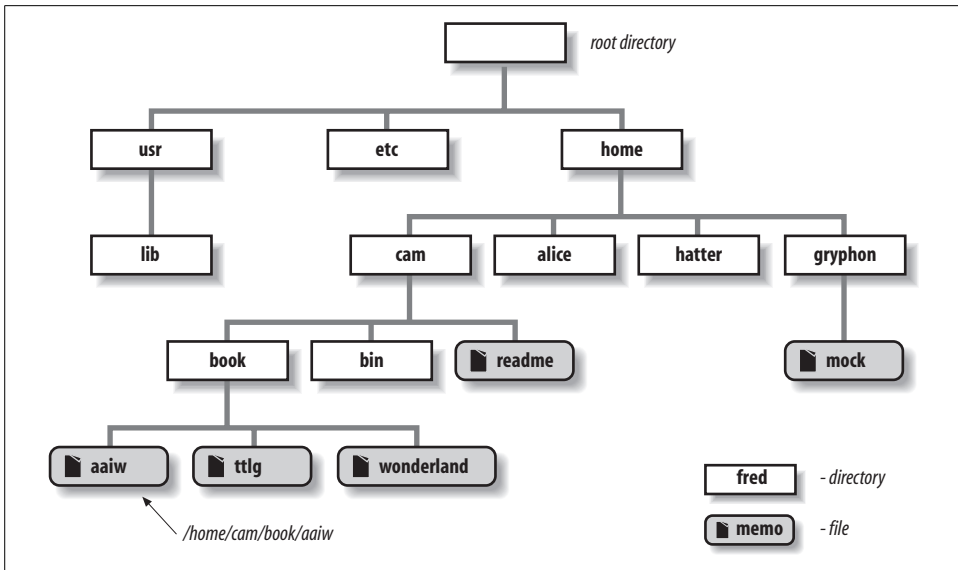 root directory
usr
etc
home
lib
cam
alice
hatter
gryphon
book
bin
readme
mock
aaiw
ttlg
wonderland
fred
- directory
/home/cam/book/aaiw
memo
- file